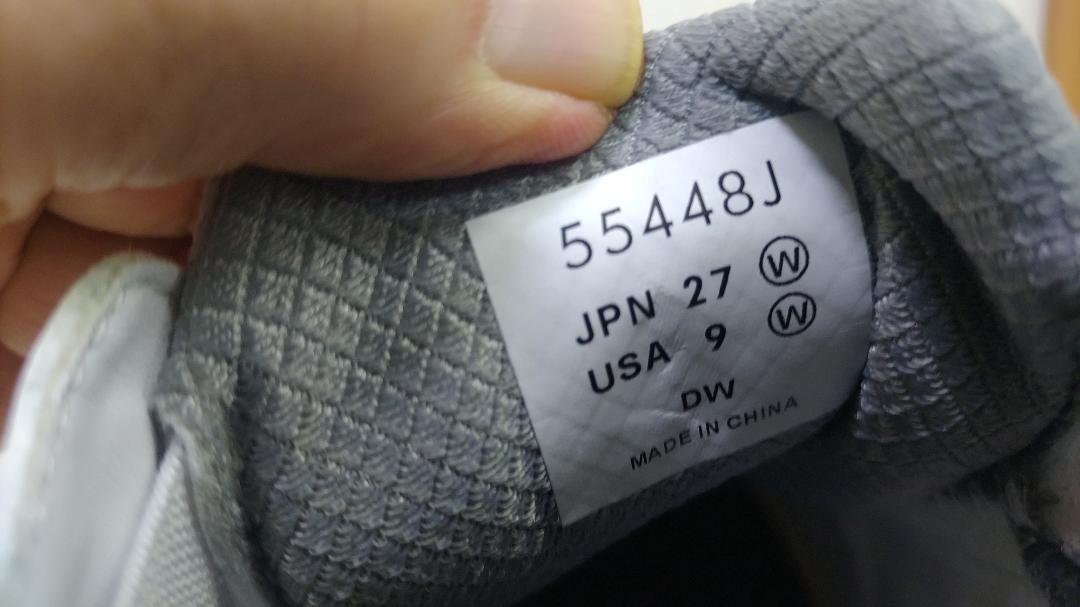 55448J
JPN 27 Ⓦ
USA 9 Ⓦ
DW
MADE IN CHINA